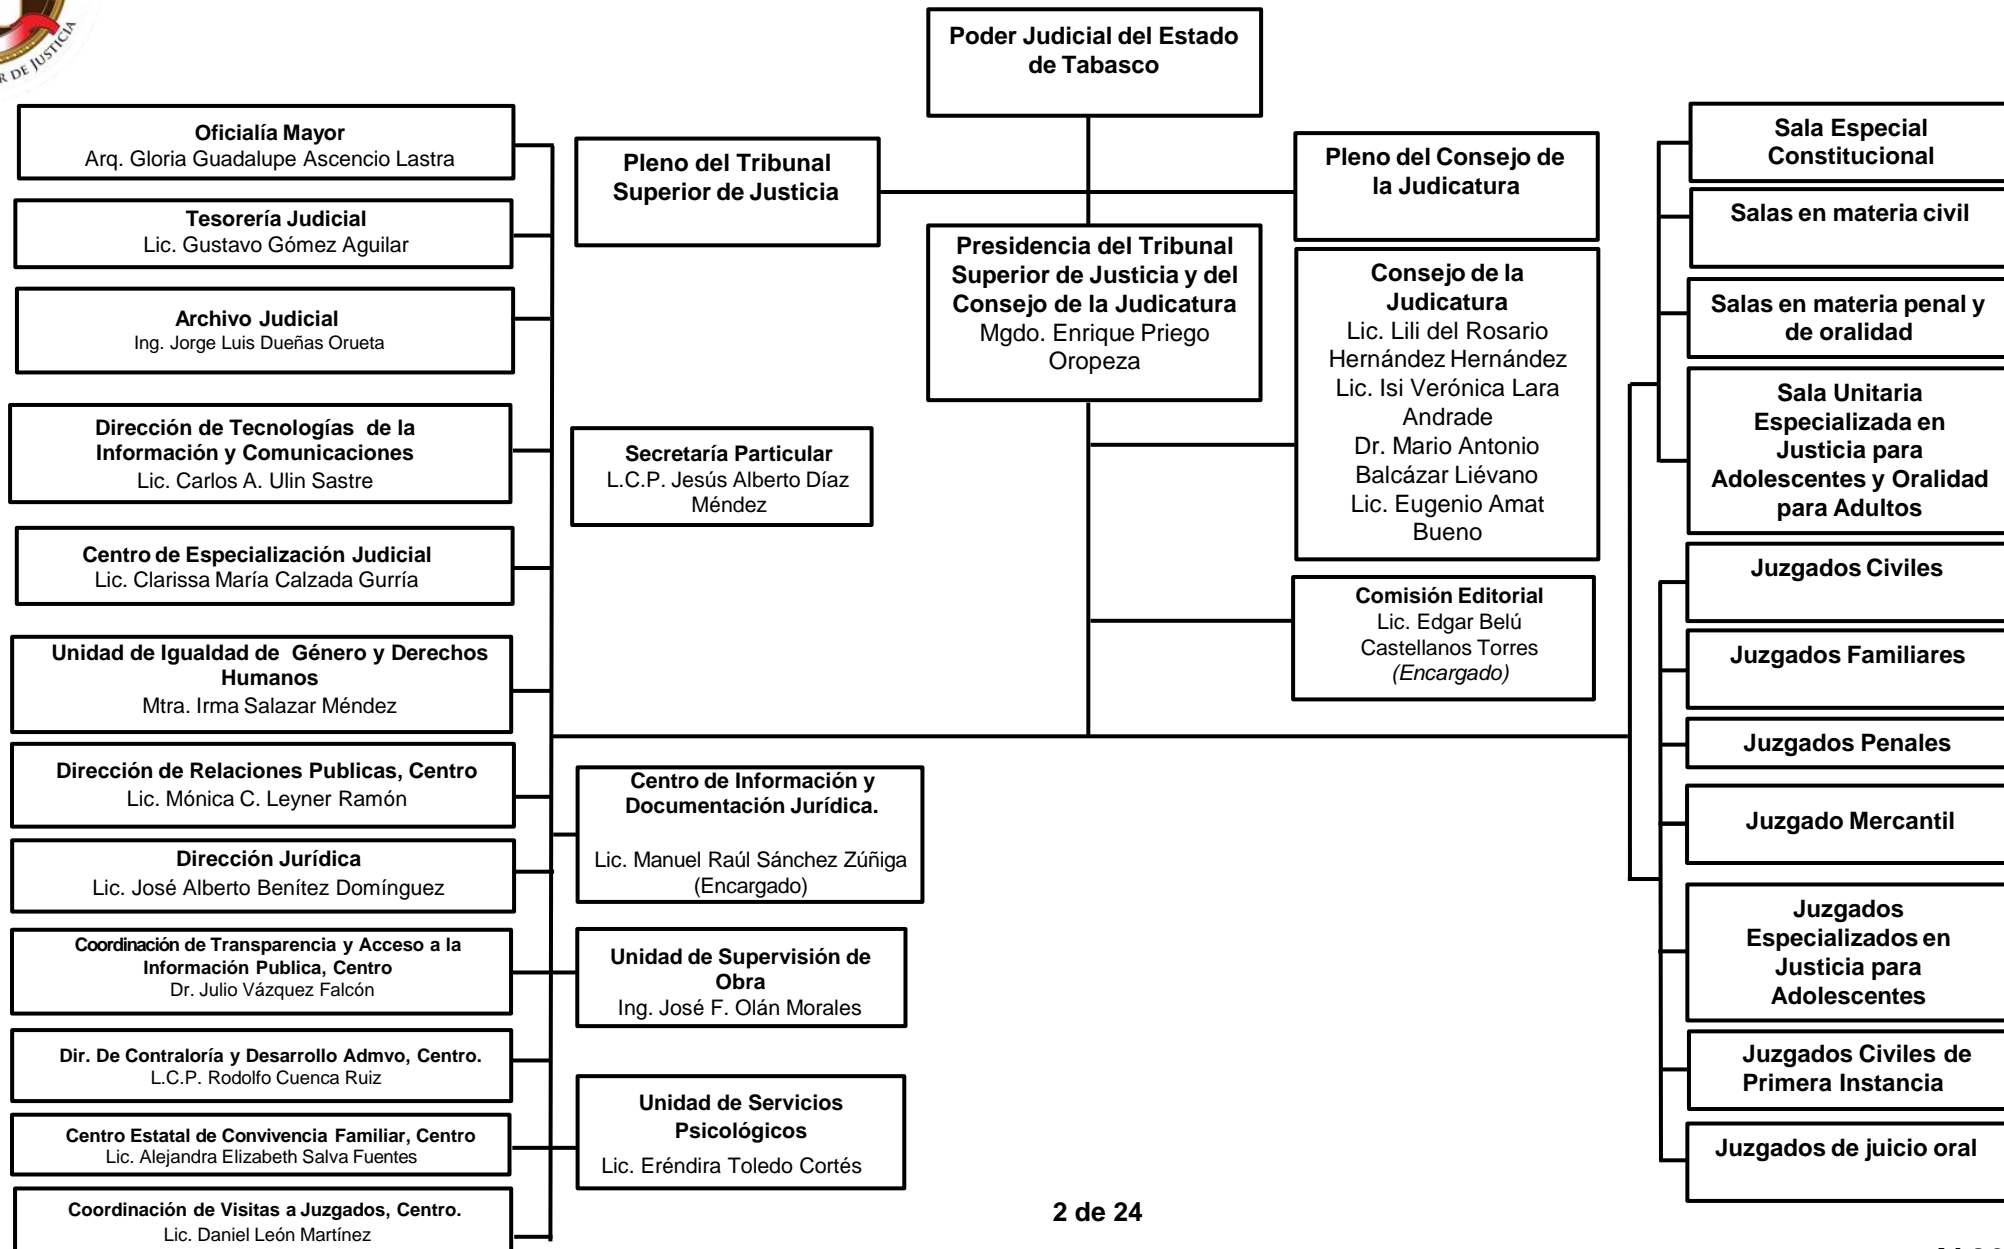 R DE JUSTICIA
Poder Judicial del Estado
de Tabasco
Oficialía Mayor
Arq. Gloria Guadalupe Ascencio Lastra
Tesorería Judicial
Lic. Gustavo Gómez Aguilar
Archivo Judicial
Ing. Jorge Luis Dueñas Orueta
Dirección de Tecnologías de la
Información y Comunicaciones
Lic. Carlos A. Ulin Sastre
Centro de Especialización Judicial
Lic. Clarissa María Calzada Gurría
Unidad de Igualdad de Género y Derechos
Humanos
Mtra. Irma Salazar Méndez
Dirección de Relaciones Publicas, Centro
Lic. Mónica C. Leyner Ramón
Dirección Jurídica
Lic. José Alberto Benítez Domínguez
Coordinación de Transparencia y Acceso a la
Información Publica, Centro
Dr. Julio Vázquez Falcón
Dir. De Contraloría y Desarrollo Admvo, Centro.
L.C.P. Rodolfo Cuenca Ruiz
Centro Estatal de Convivencia Familiar, Centro
Lic. Alejandra Elizabeth Salva Fuentes
Coordinación de Visitas a Juzgados, Centro.
Lic. Daniel León Martínez
Pleno del Tribunal
Superior de Justicia
Secretaría Particular
L.C.P. Jesús Alberto Díaz
Méndez
Centro de Información y
Documentación Jurídica.
Lic. Manuel Raúl Sánchez Zúñiga
(Encargado)
Unidad de Supervisión de
Obra
Ing. José F. Olán Morales
Unidad de Servicios
Psicológicos
Lic. Eréndira Toledo Cortés
Presidencia del Tribunal
Superior de Justicia y del
Consejo de la Judicatura
Mgdo. Enrique Priego
Oropeza
Pleno del Consejo de
la Judicatura
Consejo de la
Judicatura
Lic. Lili del Rosario
Hernández Hernández
Lic. Isi Verónica Lara
Andrade
Dr. Mario Antonio
Balcázar Liévano
Lic. Eugenio Amat
Bueno
Comisión Editorial
Lic. Edgar Belú
Castellanos Torres
(Encargado)
Sala Especial
Constitucional
Salas en materia civil
Salas en materia penal y
de oralidad
Sala Unitaria
Especializada en
Justicia para
Adolescentes y Oralidad
para Adultos
Juzgados Civiles
Juzgados Familiares
Juzgados Penales
Juzgado Mercantil
Juzgados
Especializados en
Justicia para
Adolescentes
Juzgados Civiles de
Primera Instancia
Juzgados de juicio oral
2 de 24